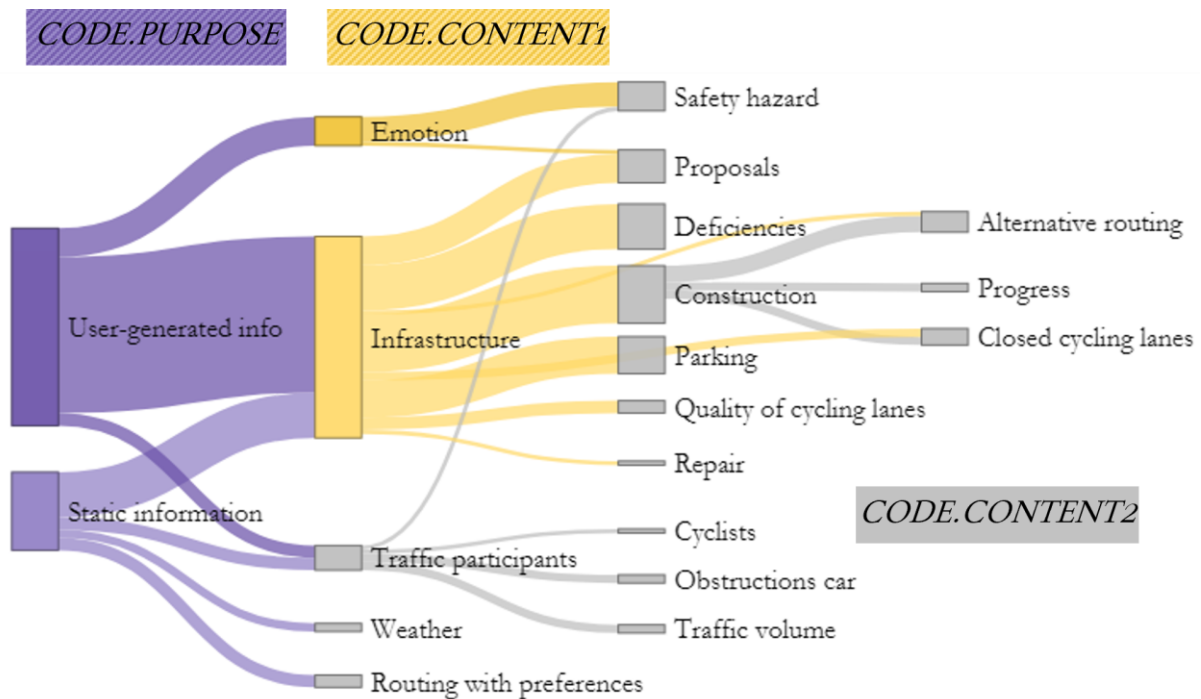 CODE.PURPOSE
CODE.CONTENT1
Safety hazard
Emotion
Proposals
Deficiencies
Alternative routing
Construction
Progress
User-generated info
Infrastructure
Closed cycling lanes
Parking
Quality of cycling lanes
Repair
Static information
CODE.CONTENT2
Cyclists
Traffic participants
Obstructions car
Weather
Traffic volume
Routing with preferences